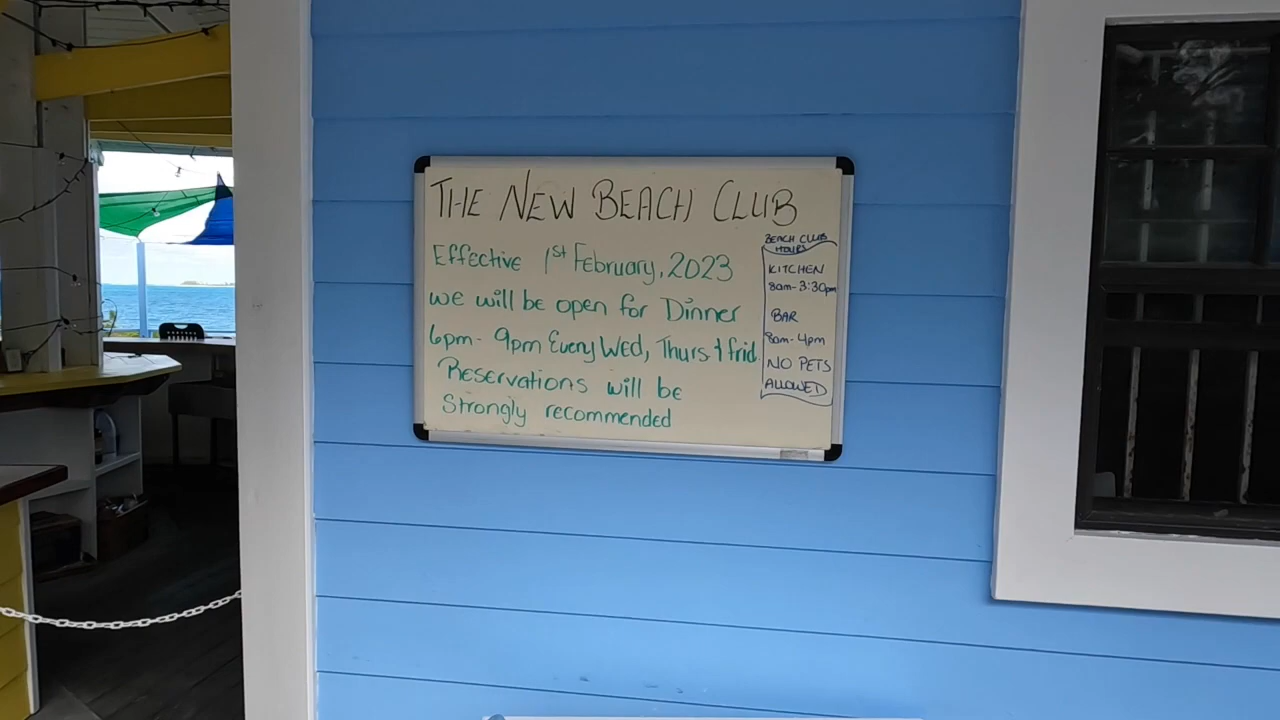 THE NEW BEACH CLUB
Effective 1st February, 2023
we will be open for Dinner
6pm - 9pm Every Wed, Thurs & frid
Reservations will be
Strongly recommended
BEACH CLUB
HOURS
KITCHEN
8am-3:30pm
BAR
8am-4pm
NO PETS
ALLOWED